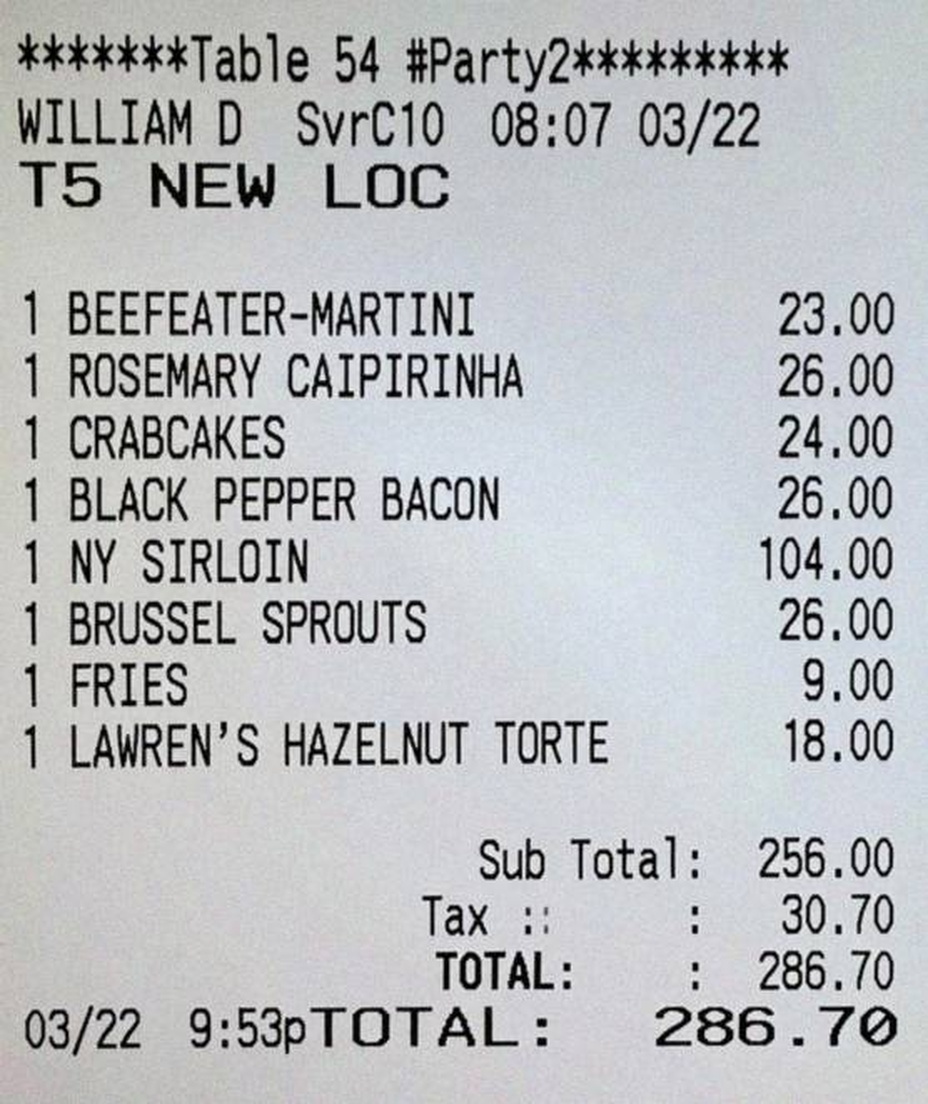 *******Table 54 #Party2*********
WILLIAM D SvrC10 08:07 03/22
T5 NEW LOC
1 BEEFEATER-MARTINI 23.00
1 ROSEMARY CAIPIRINHA 26.00
1 CRABCAKES 24.00
1 BLACK PEPPER BACON 26.00
1 NY SIRLOIN 104.00
1 BRUSSEL SPROUTS 26.00
1 FRIES 9.00
1 LAWREN'S HAZELNUT TORTE 18.00
Sub Total: 256.00
Tax :: : 30.70
TOTAL: : 286.70
03/22 9:53pTOTAL: 286.70